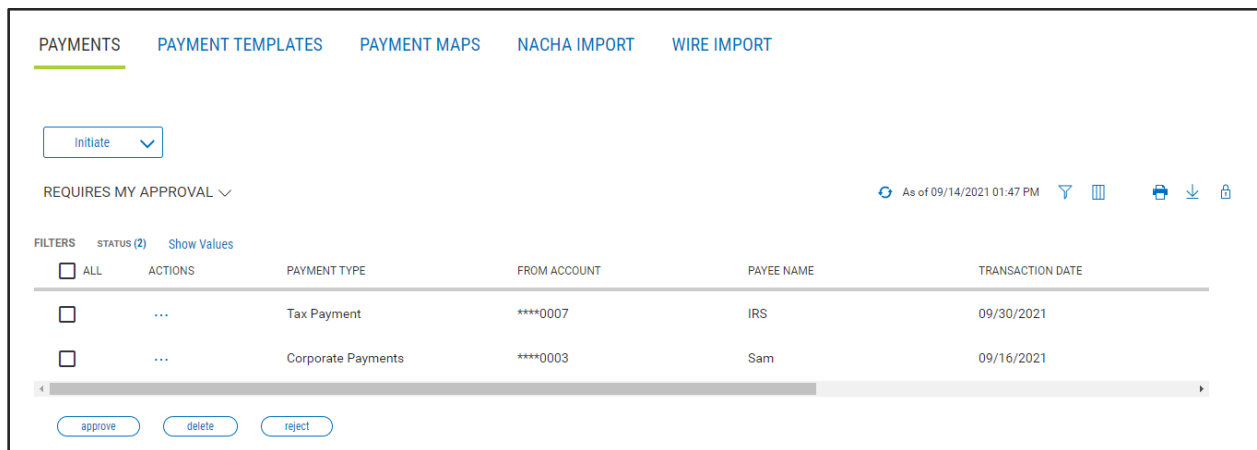 PAYMENTS PAYMENT TEMPLATES PAYMENT MAPS NACHA IMPORT WIRE IMPORT
Initiate
REQUIRES MY APPROVAL As of 09/14/2021 01:47 PM
FILTERS STATUS (2) Show Values
ALL ACTIONS PAYMENT TYPE FROM ACCOUNT PAYEE NAME TRANSACTION DATE
... Tax Payment ****0007 IRS 09/30/2021
... Corporate Payments ****0003 Sam 09/16/2021
approve delete reject